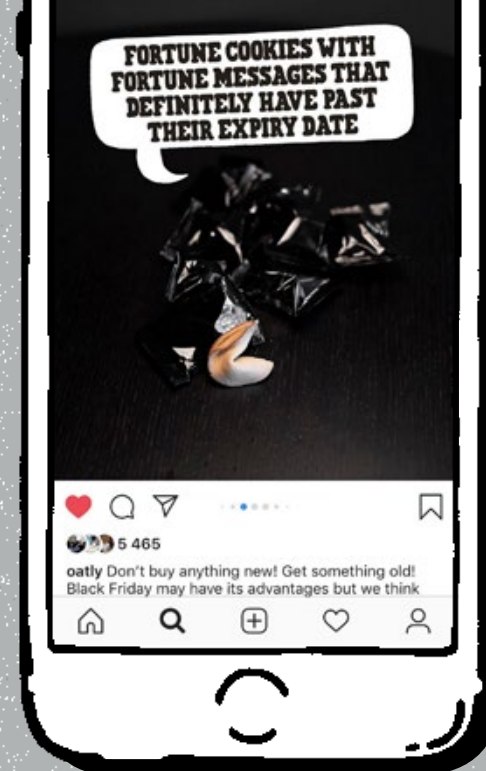 FORTUNE COOKIES WITH
FORTUNE MESSAGES THAT
DEFINITELY HAVE PAST
THEIR EXPIRY DATE
5 465
oatly Don't buy anything new! Get something old!
Black Friday may have its advantages but we think